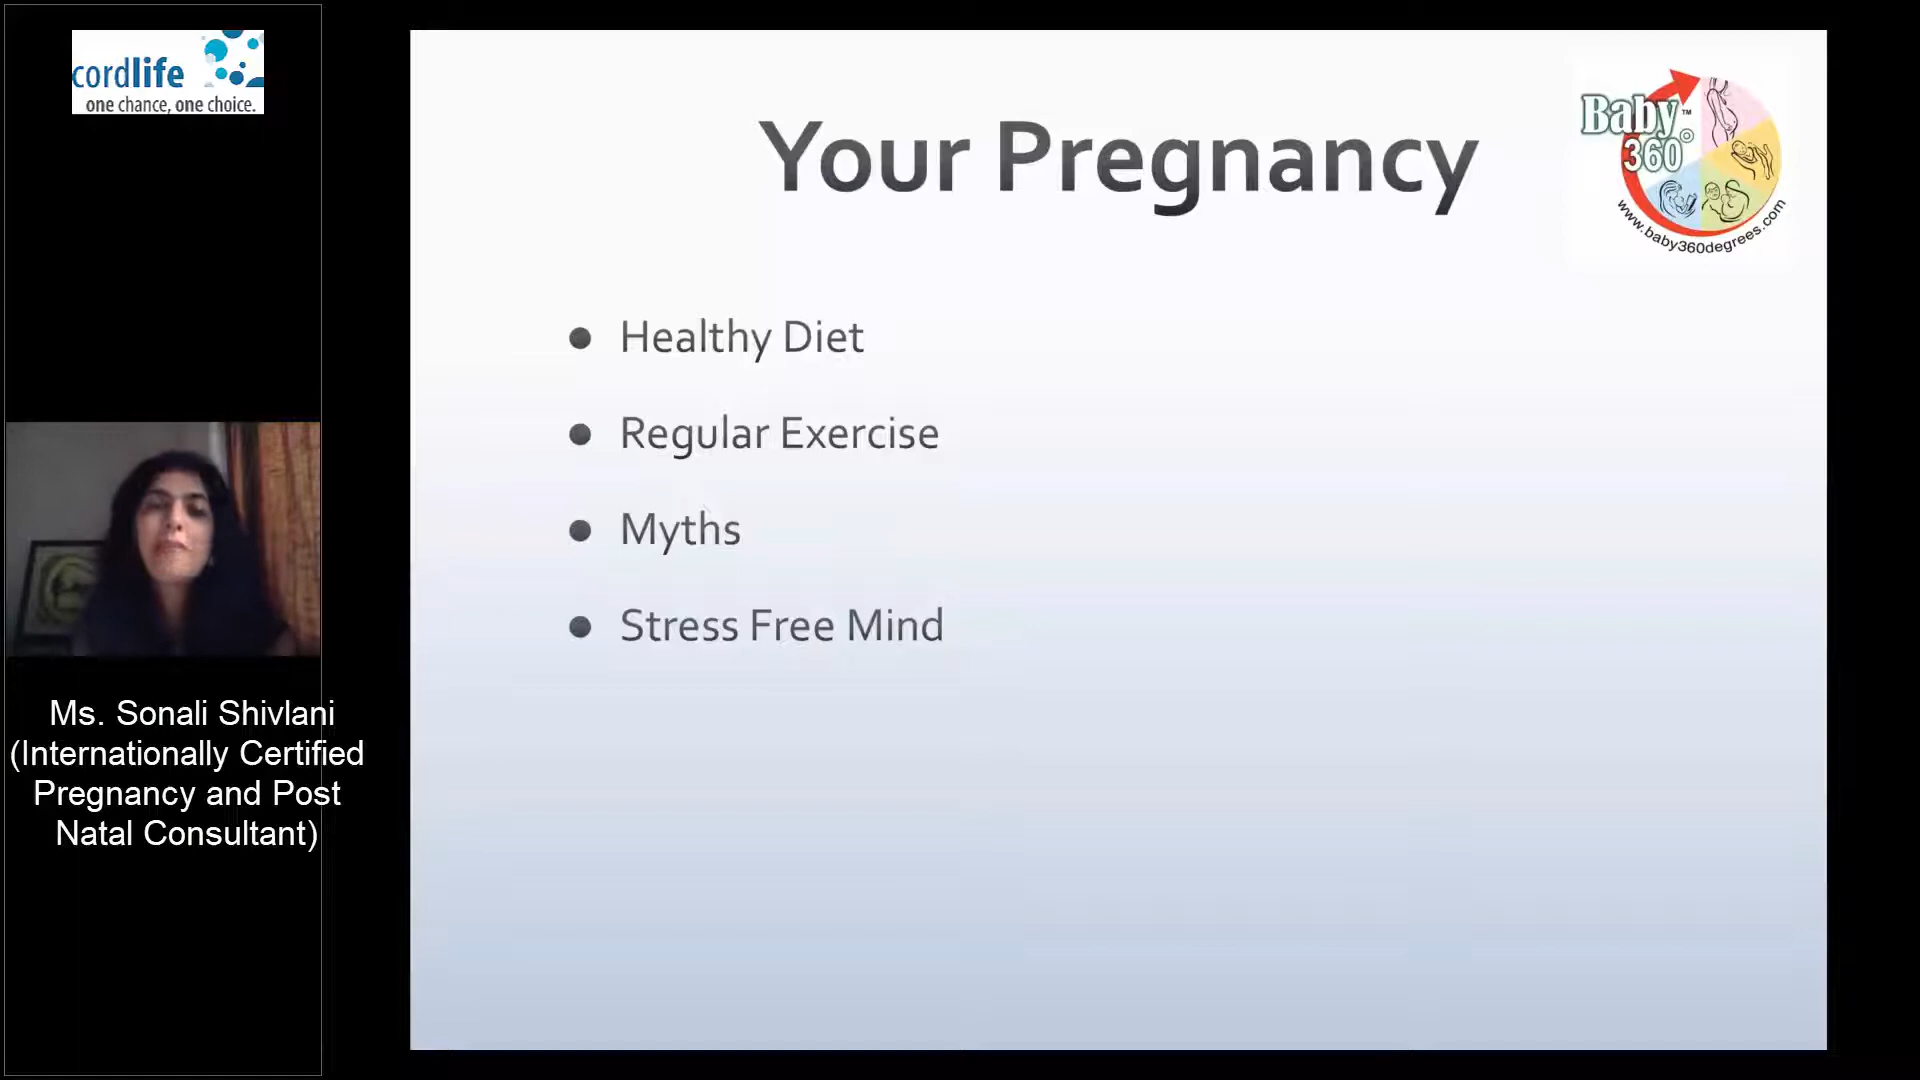 cordlife
one chance, one choice.
Your Pregnancy
Baby™
360°
www.baby360degrees.com
● Healthy Diet
● Regular Exercise
● Myths
● Stress Free Mind
Ms. Sonali Shivlani
(Internationally Certified
Pregnancy and Post
Natal Consultant)